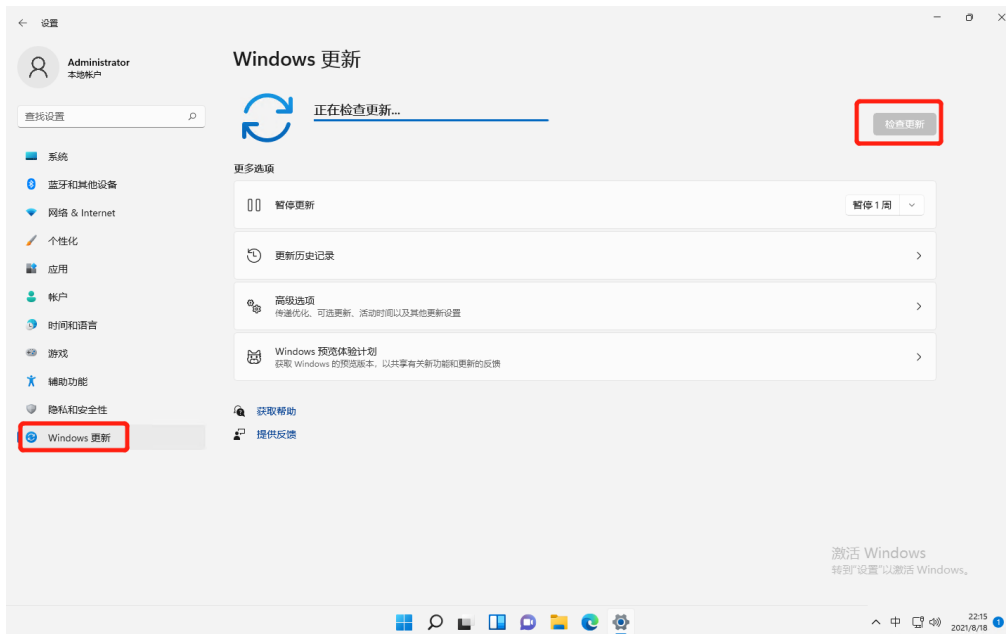 设置
Administrator
本地帐户
查找设置
系统
蓝牙和其他设备
网络 & Internet
个性化
应用
帐户
时间和语言
游戏
辅助功能
隐私和安全性
Windows 更新
Windows 更新
正在检查更新...
检查更新
更多选项
暂停更新
暂停 1 周
更新历史记录
高级选项
传递优化、可选更新、活动时间以及其他更新设置
Windows 预览体验计划
获取 Windows 的预览版本，以共享有关新功能和更新的反馈
获取帮助
提供反馈
激活 Windows
转到"设置"以激活 Windows。
中
22:15
2021/8/18
1